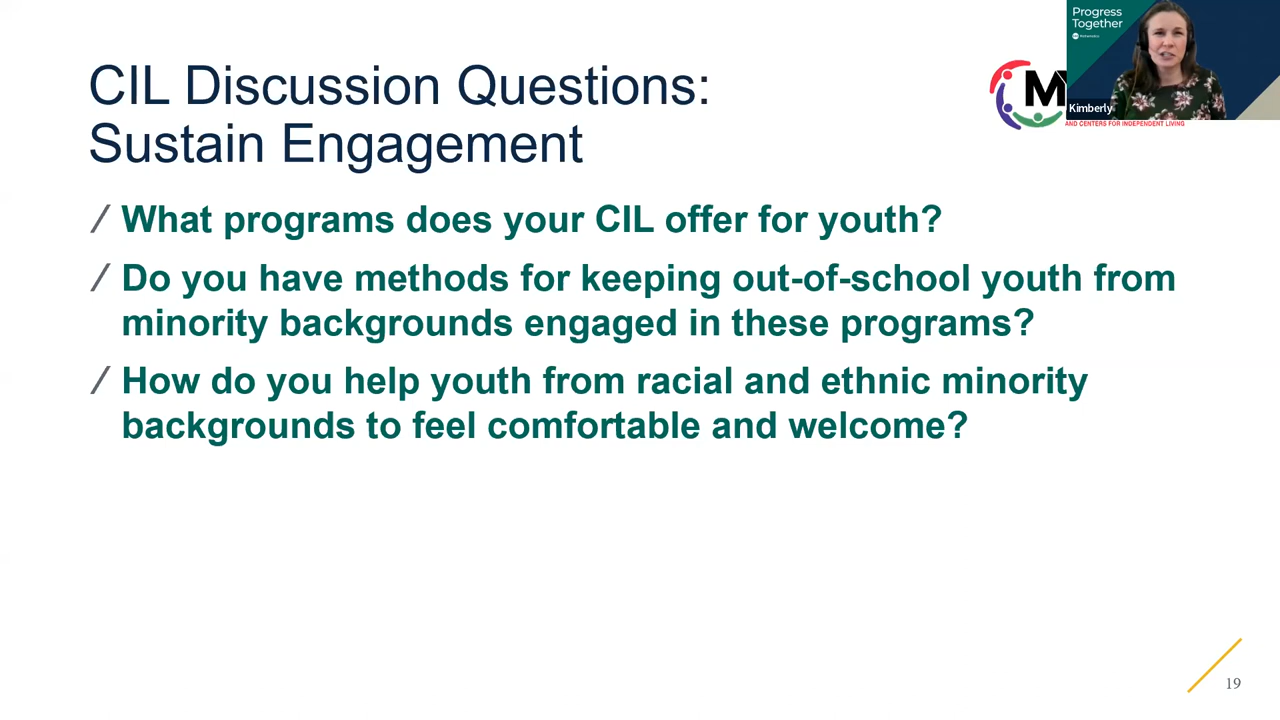 CIL Discussion Questions:
Sustain Engagement
Progress
Together
Mathematica
Kimberly
M
AND CENTERS FOR INDEPENDENT LIVING
What programs does your CIL offer for youth?
Do you have methods for keeping out-of-school youth from
minority backgrounds engaged in these programs?
How do you help youth from racial and ethnic minority
backgrounds to feel comfortable and welcome?
19